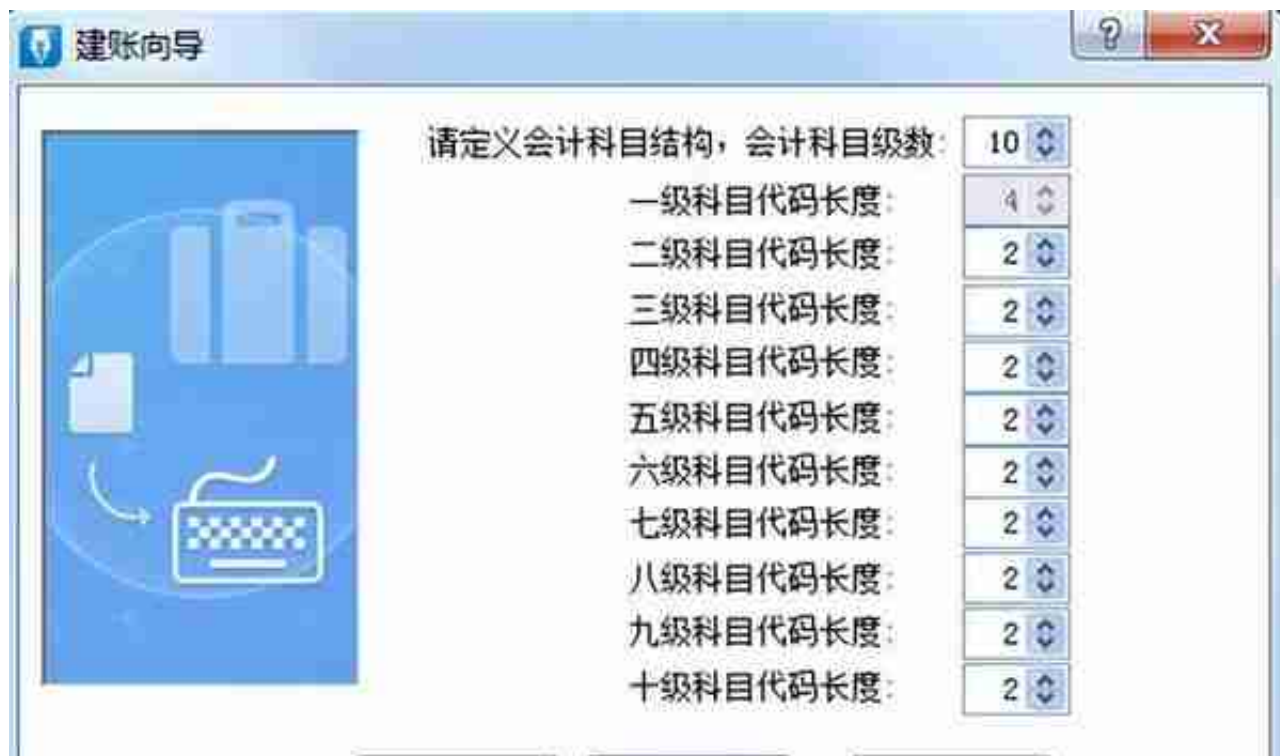 建账向导
请定义会计科目结构，会计科目级数: 10
一级科目代码长度: 4
二级科目代码长度: 2
三级科目代码长度: 2
四级科目代码长度: 2
五级科目代码长度: 2
六级科目代码长度: 2
七级科目代码长度: 2
八级科目代码长度: 2
九级科目代码长度: 2
十级科目代码长度: 2